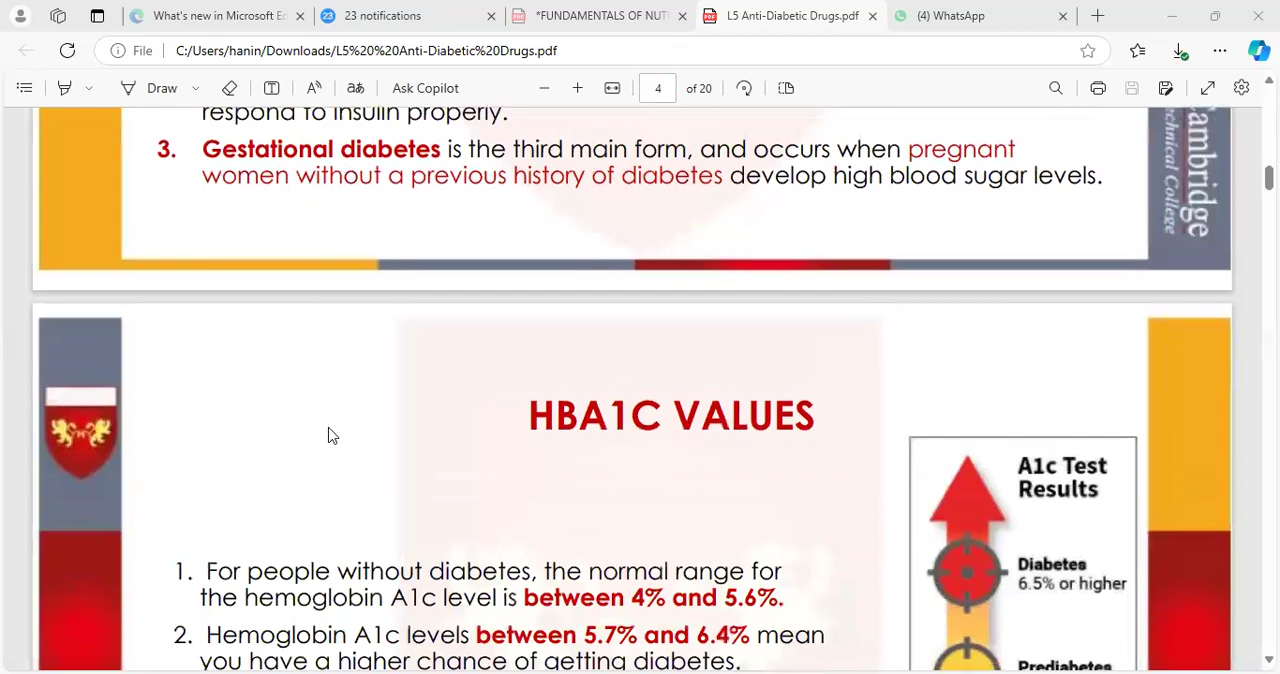 What's new in Microsoft Ec
23 notifications
*FUNDAMENTALS OF NUT
L5 Anti-Diabetic Drugs.pdf
(4) WhatsApp
File
C:/Users/hanin/Downloads/L5%20%20Anti-Diabetic%20Drugs.pdf
Draw
aあ
Ask Copilot
4
of 20
respond to insulin properly.
3. Gestational diabetes is the third main form, and occurs when pregnant
women without a previous history of diabetes develop high blood sugar levels.
Cambridge
HBA1C VALUES
A1c Test
Results
Diabetes
6.5% or higher
Prediabetes
1. For people without diabetes, the normal range for
the hemoglobin A1c level is between 4% and 5.6%.
2. Hemoglobin A1c levels between 5.7% and 6.4% mean
you have a higher chance of getting diabetes.